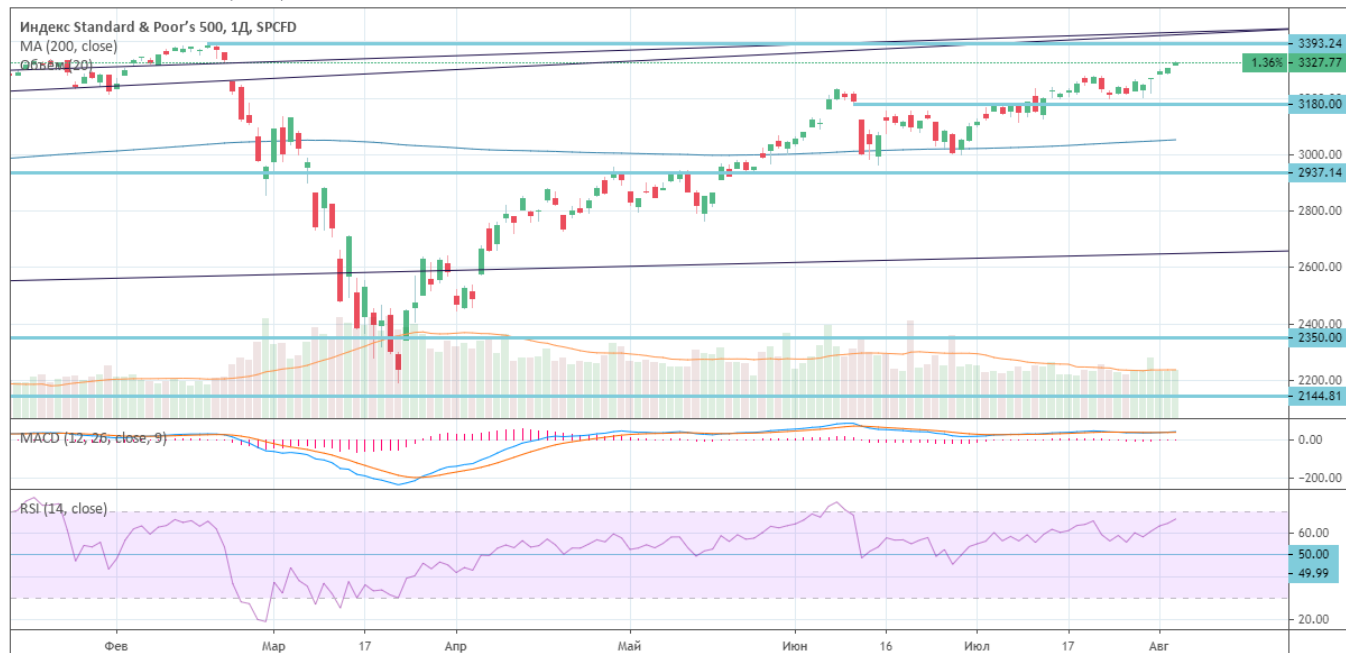 Индекс Standard & Poor's 500, 1Д, SPCFD
MA (200, close)
Объём (20)
3393.24
1.36% 3327.77
3180.00
3000.00
2937.14
2800.00
2600.00
2400.00
2350.00
2200.00
2144.81
MACD (12, 26, close, 9)
0.00
−200.00
RSI (14, close)
60.00
50.00
49.99
20.00
Фев Мар 17 Апр Май Июн 16 Июл 17 Авг